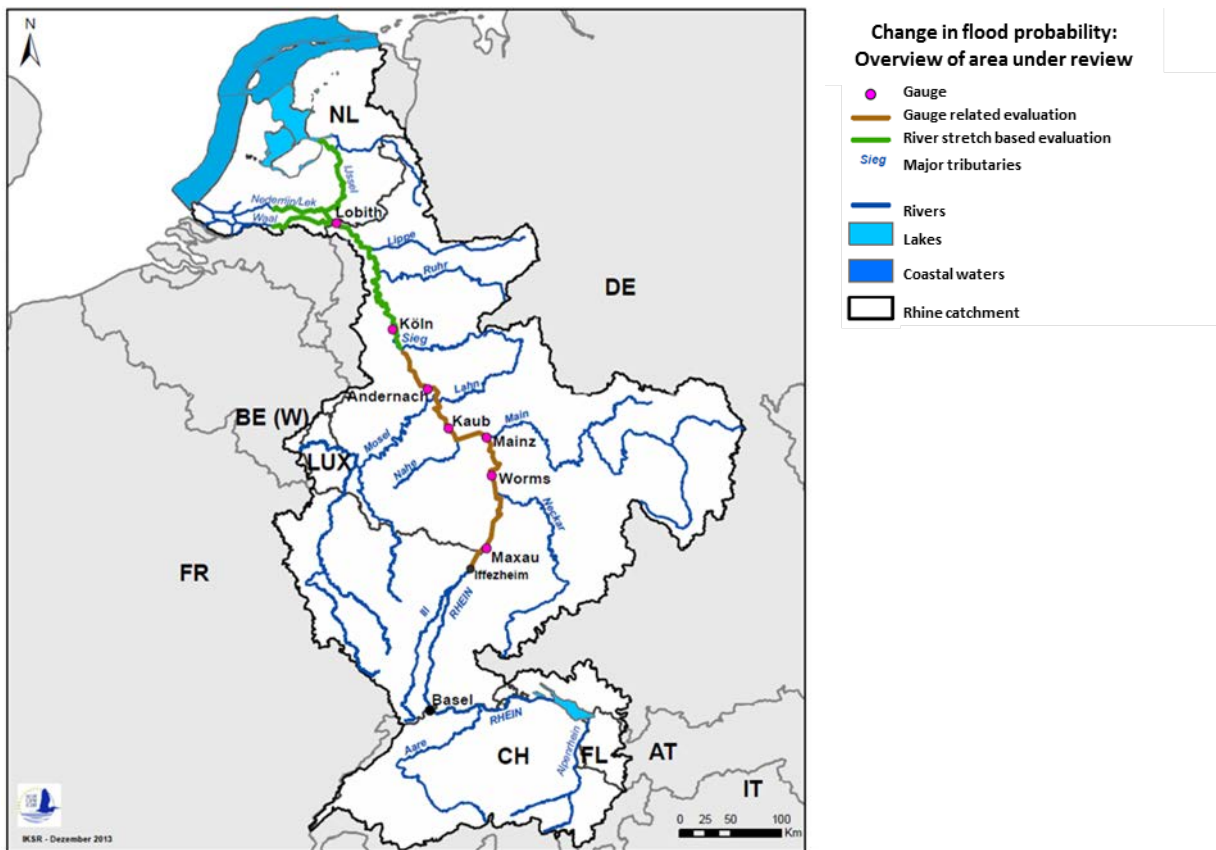 N
NL
IJssel
Nederrijn/Lek
Waal
Lobith
Lippe
Ruhr
DE
Köln
Sieg
Andernach
Lahn
BE (W)
Kaub
Main
Mainz
Mosel
LUX
Nahe
Worms
Neckar
Maxau
FR
Iffezheim
Ill
RHEIN
Basel
RHEIN
Aare
CH
Alpenrhein
FL
AT
IT
0 25 50 100
Km
IKSR - Dezember 2013
Change in flood probability:
Overview of area under review
Gauge
Gauge related evaluation
River stretch based evaluation
Sieg Major tributaries
Rivers
Lakes
Coastal waters
Rhine catchment